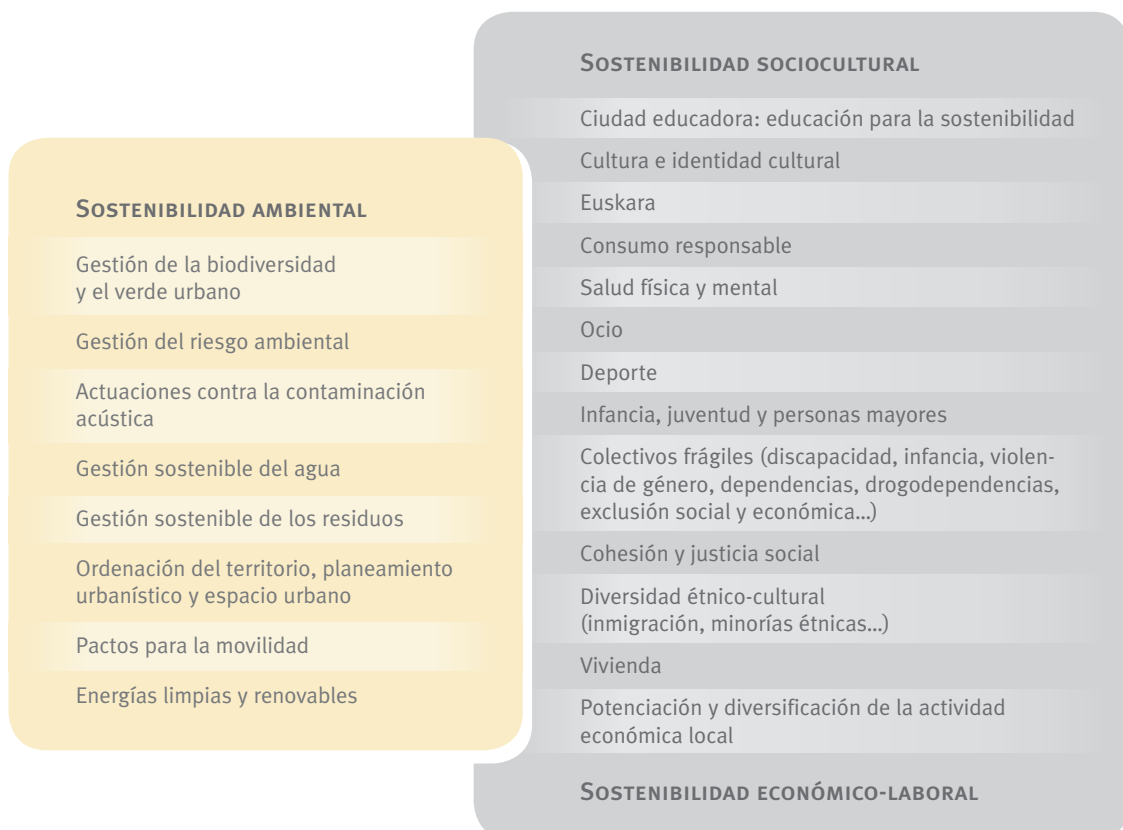 SOSTENIBILIDAD AMBIENTAL
Gestión de la biodiversidad
y el verde urbano
Gestión del riesgo ambiental
Actuaciones contra la contaminación
acústica
Gestión sostenible del agua
Gestión sostenible de los residuos
Ordenación del territorio, planeamiento
urbanístico y espacio urbano
Pactos para la movilidad
Energías limpias y renovables
SOSTENIBILIDAD SOCIOCULTURAL
Ciudad educadora: educación para la sostenibilidad
Cultura e identidad cultural
Euskara
Consumo responsable
Salud física y mental
Ocio
Deporte
Infancia, juventud y personas mayores
Colectivos frágiles (discapacidad, infancia, violen-
cia de género, dependencias, drogodependencias,
exclusión social y económica...)
Cohesión y justicia social
Diversidad étnico-cultural
(inmigración, minorías étnicas...)
Vivienda
Potenciación y diversificación de la actividad
económica local
SOSTENIBILIDAD ECONÓMICO-LABORAL